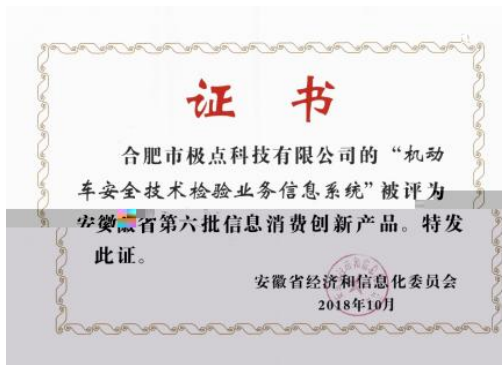 证书
合肥市极点科技有限公司的“机动
车安全技术检验业务信息系统”被评为
安徽省第六批信息消费创新产品。特发
此证。
安徽省经济和信息化委员会
2018年10月